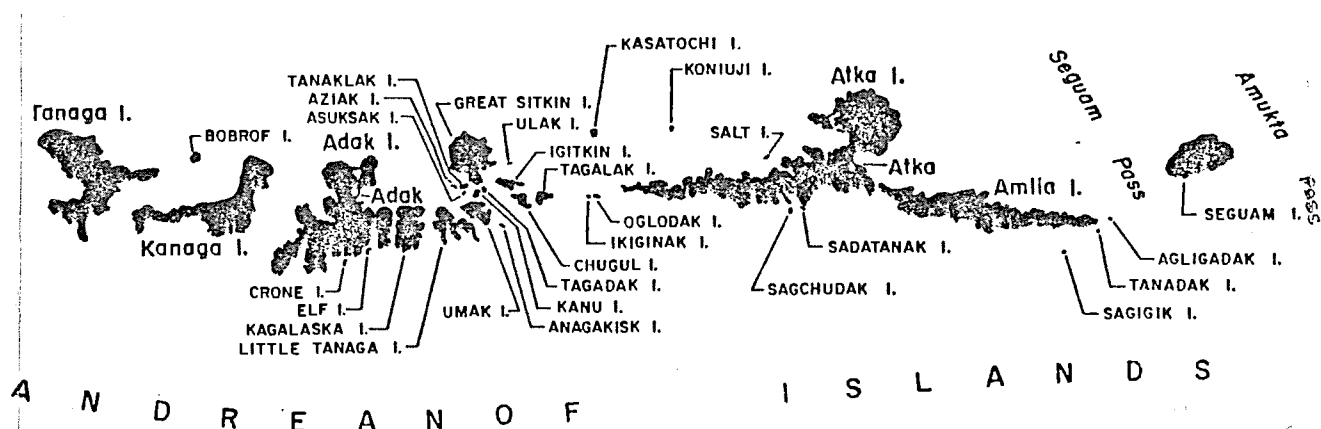 KASATOCHI I.
KONIUJI I.
Atka I.
Seguam
Amukta
TANAKLAK I.
AZIAK I.
ASUKSAK I.
GREAT SITKIN I.
ULAK I.
Tanaga I.
BOBROF I.
Adak I.
SALT I.
IGITKIN I.
TAGALAK I.
Atka
Adak
Amlia I.
Pass
Pass
Kanaga I.
OGLODAK I.
IKIGINAK I.
SADATANAK I.
SEGUAM I.
CHUGUL I.
AGLIGADAK I.
CRONE I.
TAGADAK I.
SAGCHUDAK I.
TANADAK I.
ELF I.
UMAK I.
KANU I.
SAGIGIK I.
KAGALASKA I.
ANAGAKISK I.
LITTLE TANAGA I.
ANDREANOF ISLANDS